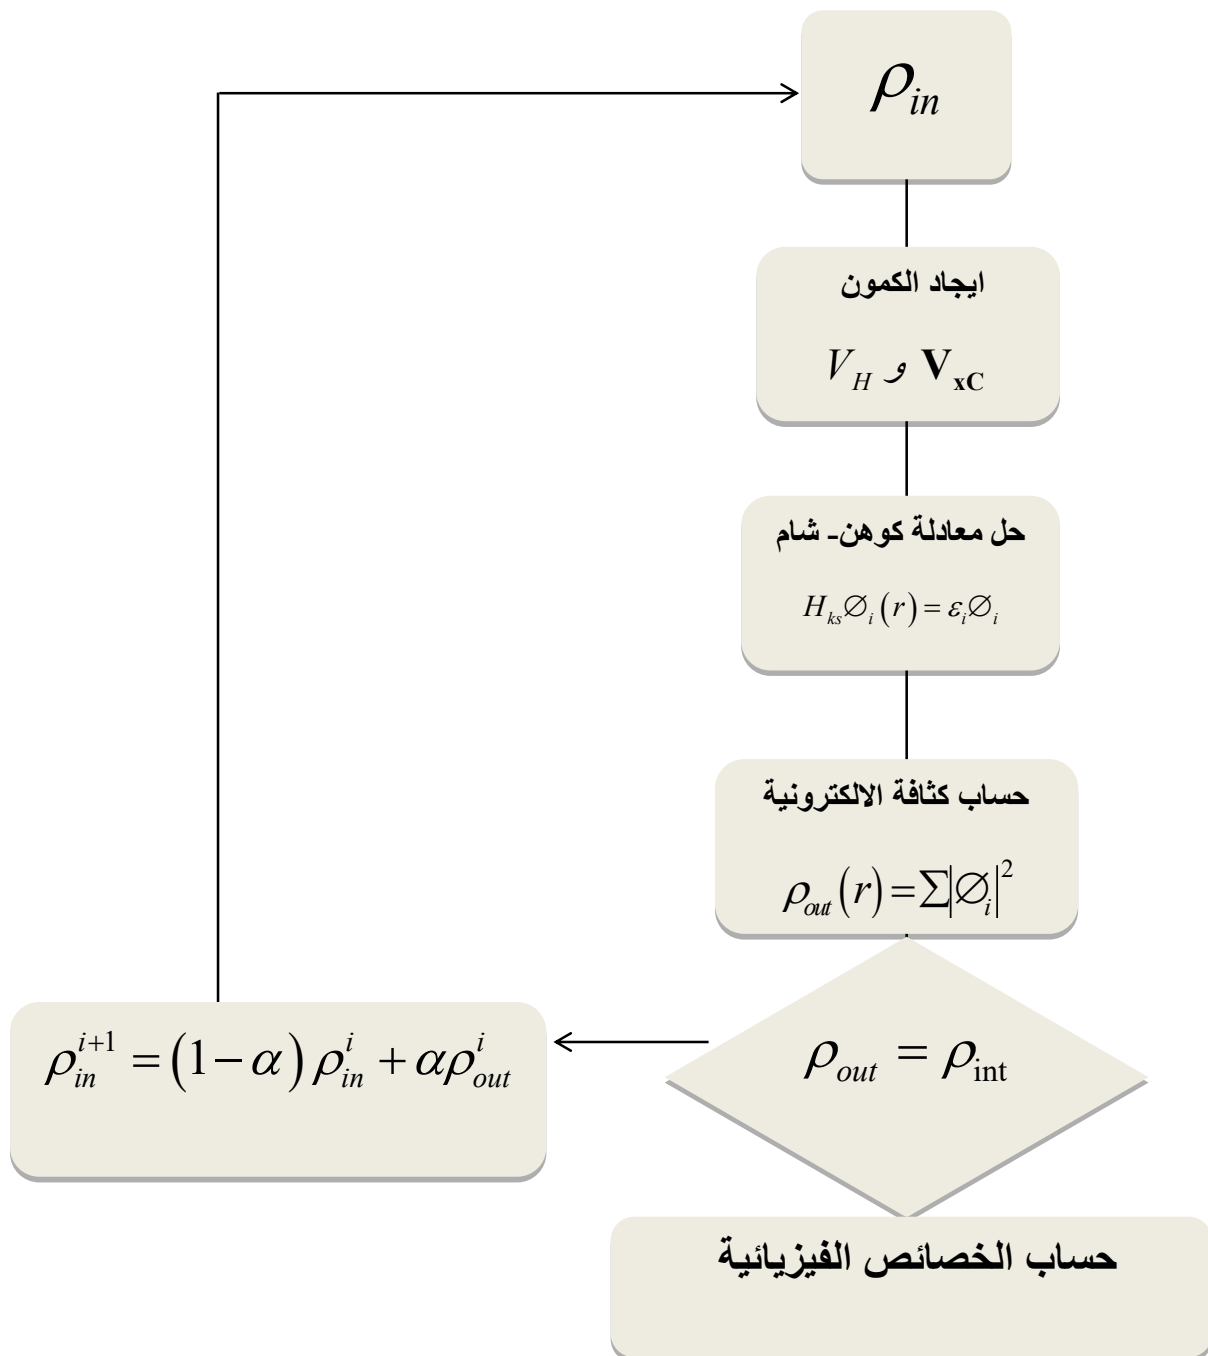 ρ_in
ايجاد الكمون
V_H و V_xC
حل معادلة كوهن- شام
H_ks ∅_i (r) = ε_i ∅_i
حساب كثافة الالكترونية
ρ_out (r) = ∑|∅_i|^2
ρ_out = ρ_int
ρ_in^{i+1} = (1 − α) ρ_in^i + αρ_out^i
حساب الخصائص الفيزيائية